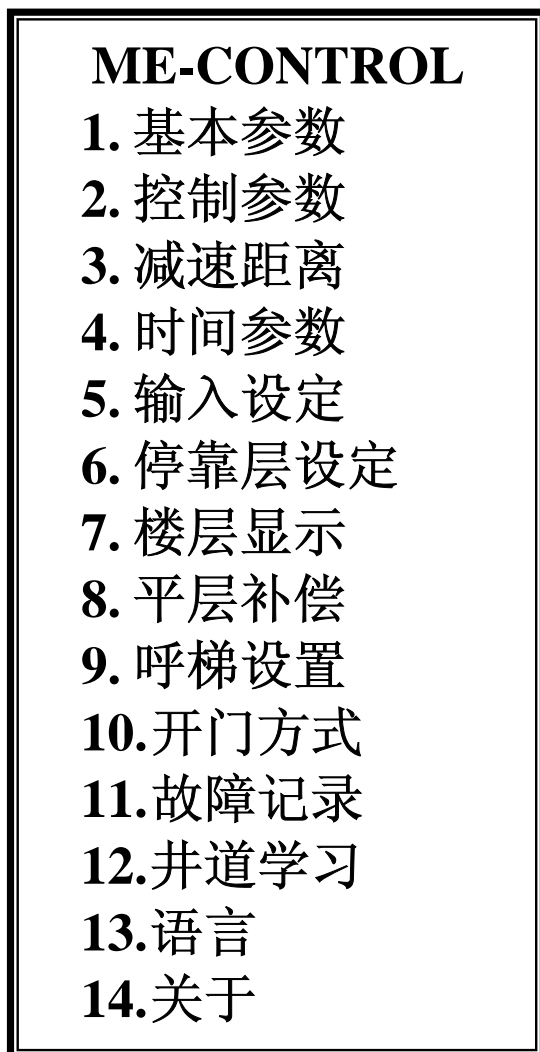 ME-CONTROL
1. 基本参数
2. 控制参数
3. 减速距离
4. 时间参数
5. 输入设定
6. 停靠层设定
7. 楼层显示
8. 平层补偿
9. 呼梯设置
10.开门方式
11.故障记录
12.井道学习
13.语言
14.关于